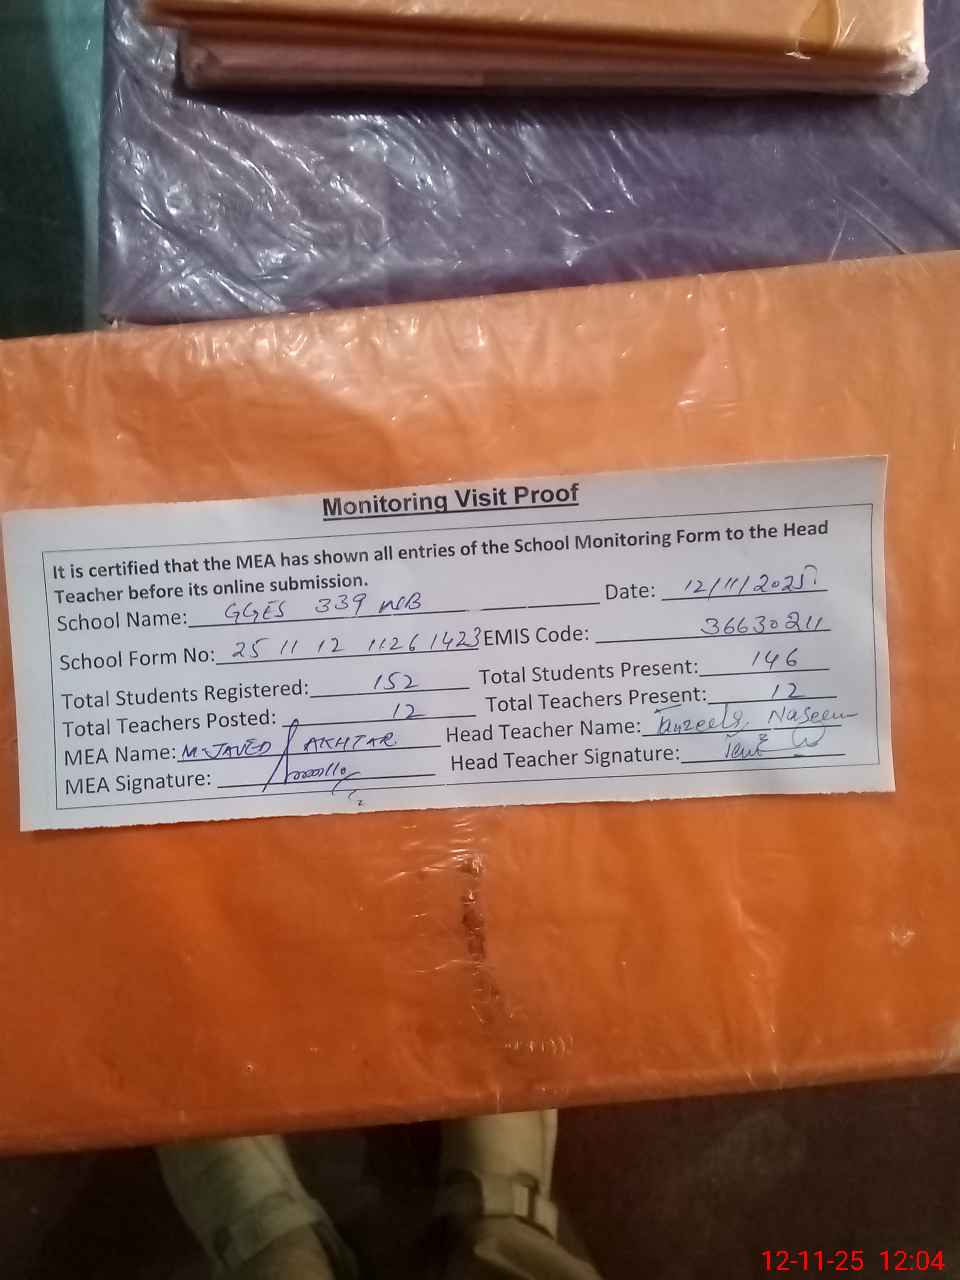 Monitoring Visit Proof
It is certified that the MEA has shown all entries of the School Monitoring Form to the Head
Teacher before its online submission.
School Name: GGES 339 WB Date: 12/11/2025
School Form No: 25 11 12 1126 1423 EMIS Code: 36630211
Total Students Registered: 152 Total Students Present: 146
Total Teachers Posted: 12 Total Teachers Present: 12
MEA Name: M. JAVED AKHTAR Head Teacher Name: Naseem
MEA Signature: Head Teacher Signature:
12-11-25 12:04